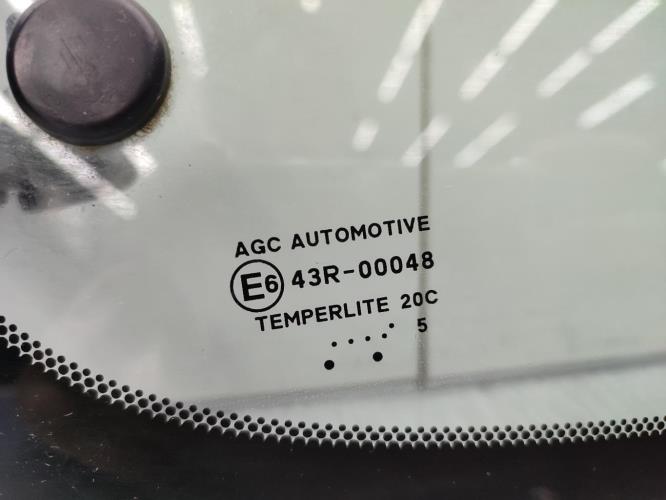 AGC AUTOMOTIVE
E6 43R-00048
TEMPERLITE 20C
5